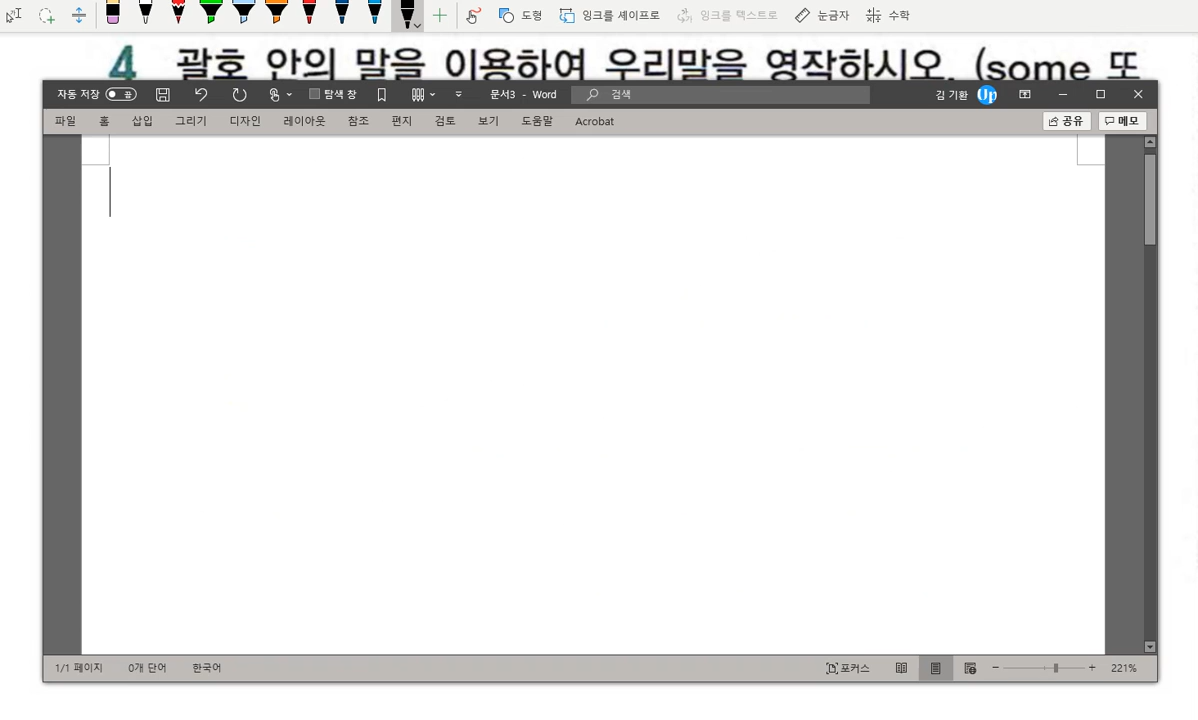 도형 잉크를 셰이프로 잉크를 텍스트로 눈금자 수학
4 괄호 안의 말을 이용하여 우리말을 영작하시오. (some 또
자동 저장 끔 탐색 창 문서3 - Word 검색 김 기환 Up
파일 홈 삽입 그리기 디자인 레이아웃 참조 편지 검토 보기 도움말 Acrobat 공유 메모
1/1 페이지 0개 단어 한국어 포커스 221%